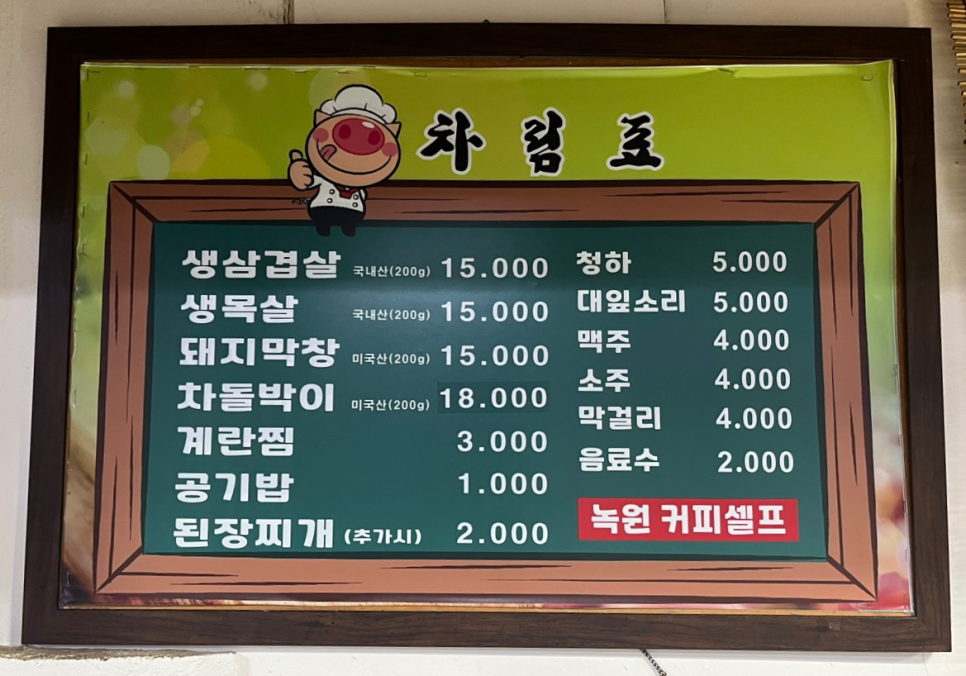 차림표
생삼겹살 국내산(200g) 15.000
생목살 국내산(200g) 15.000
돼지막창 미국산(200g) 15.000
차돌박이 미국산(200g) 18.000
계란찜 3.000
공기밥 1.000
된장찌개 (추가시) 2.000
청하 5.000
대잎소리 5.000
맥주 4.000
소주 4.000
막걸리 4.000
음료수 2.000
녹원 커피셀프